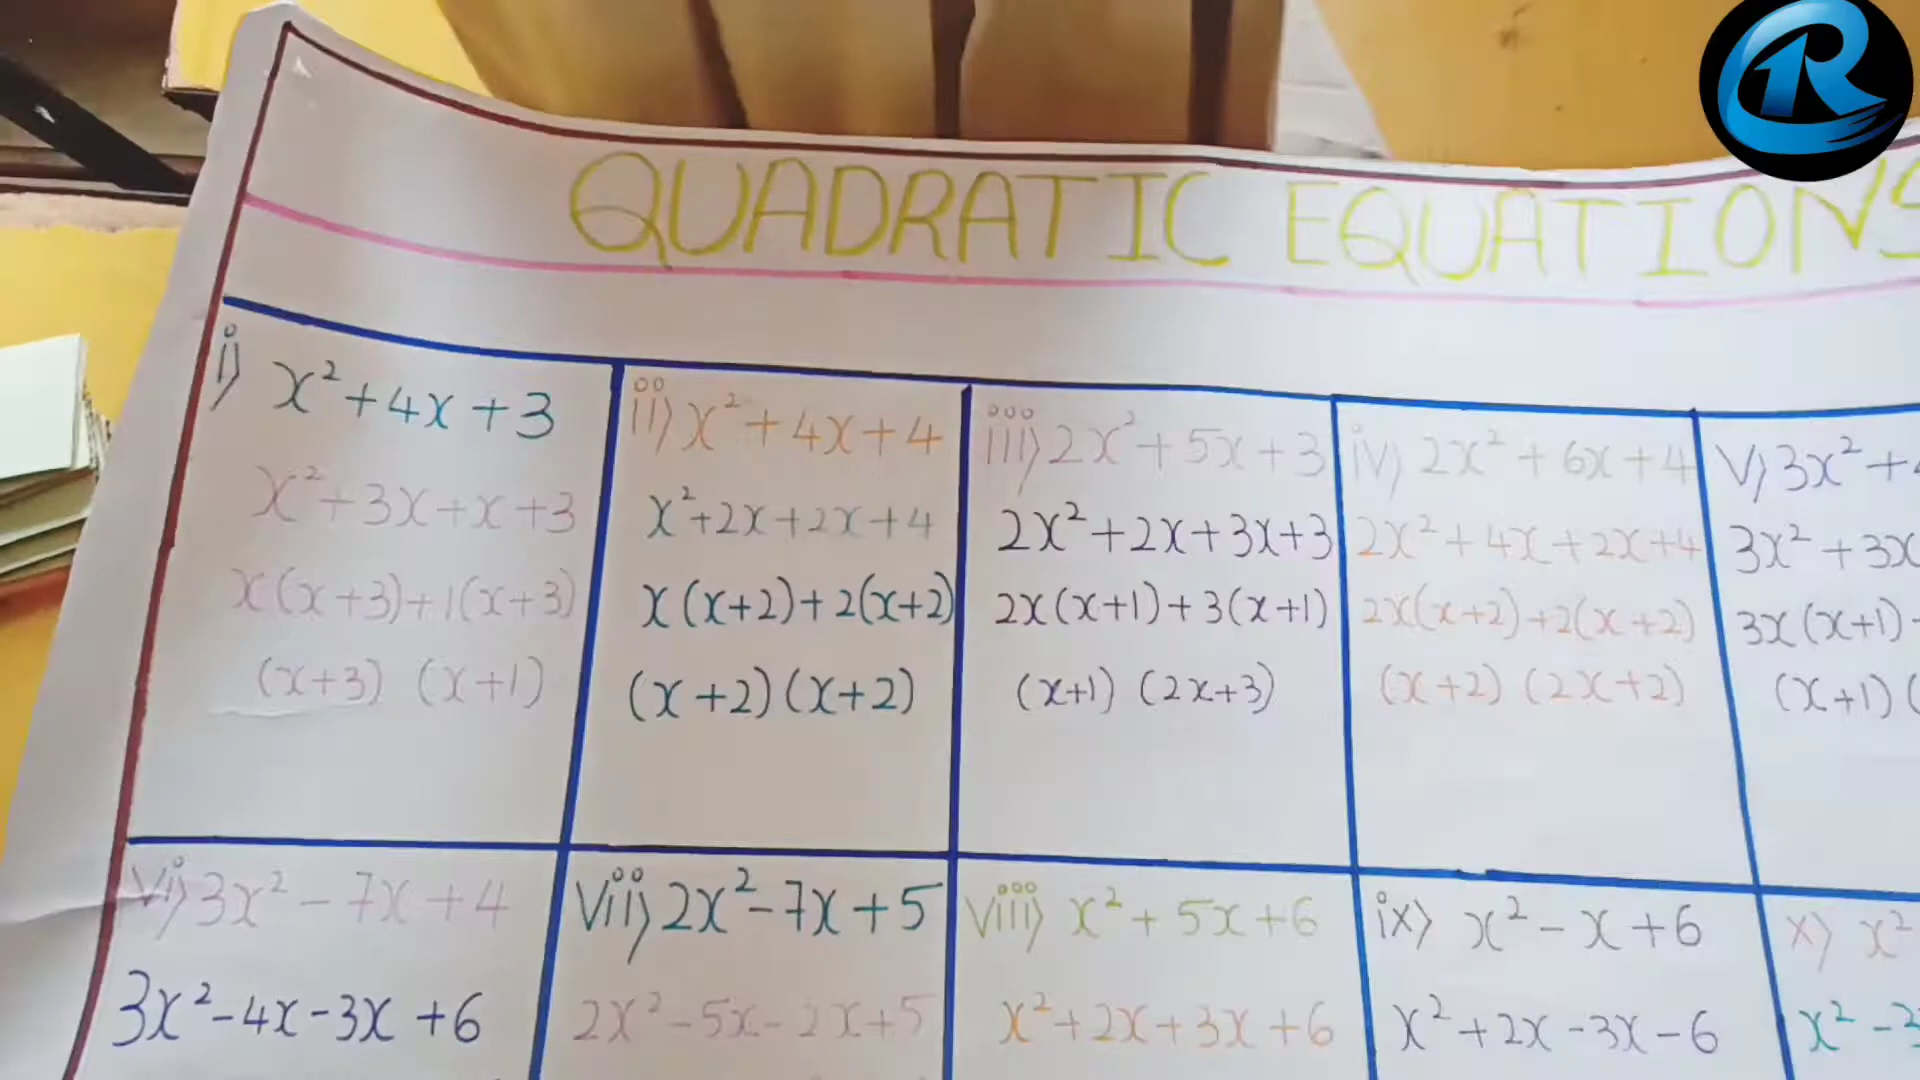 QUADRATIC EQUATIONS
i) x² + 4x + 3
x² + 3x + x + 3
x(x + 3) + 1(x + 3)
(x + 3) (x + 1)
ii) x² + 4x + 4
x² + 2x + 2x + 4
x(x + 2) + 2(x + 2)
(x + 2)(x + 2)
iii) 2x² + 5x + 3
2x² + 2x + 3x + 3
2x(x + 1) + 3(x + 1)
(x + 1) (2x + 3)
iv) 2x² + 6x + 4
2x² + 4x + 2x + 4
2x(x + 2) + 2(x + 2)
(x + 2) (2x + 2)
v) 3x² +
3x² + 3x
3x(x + 1)
(x + 1) (
vi) 3x² - 7x + 4
3x² - 4x - 3x + 6
vii) 2x² - 7x + 5
2x² - 5x - 2x + 5
viii) x² + 5x + 6
x² + 2x + 3x + 6
ix) x² - x + 6
x² + 2x - 3x - 6
x) x²
x² -
R